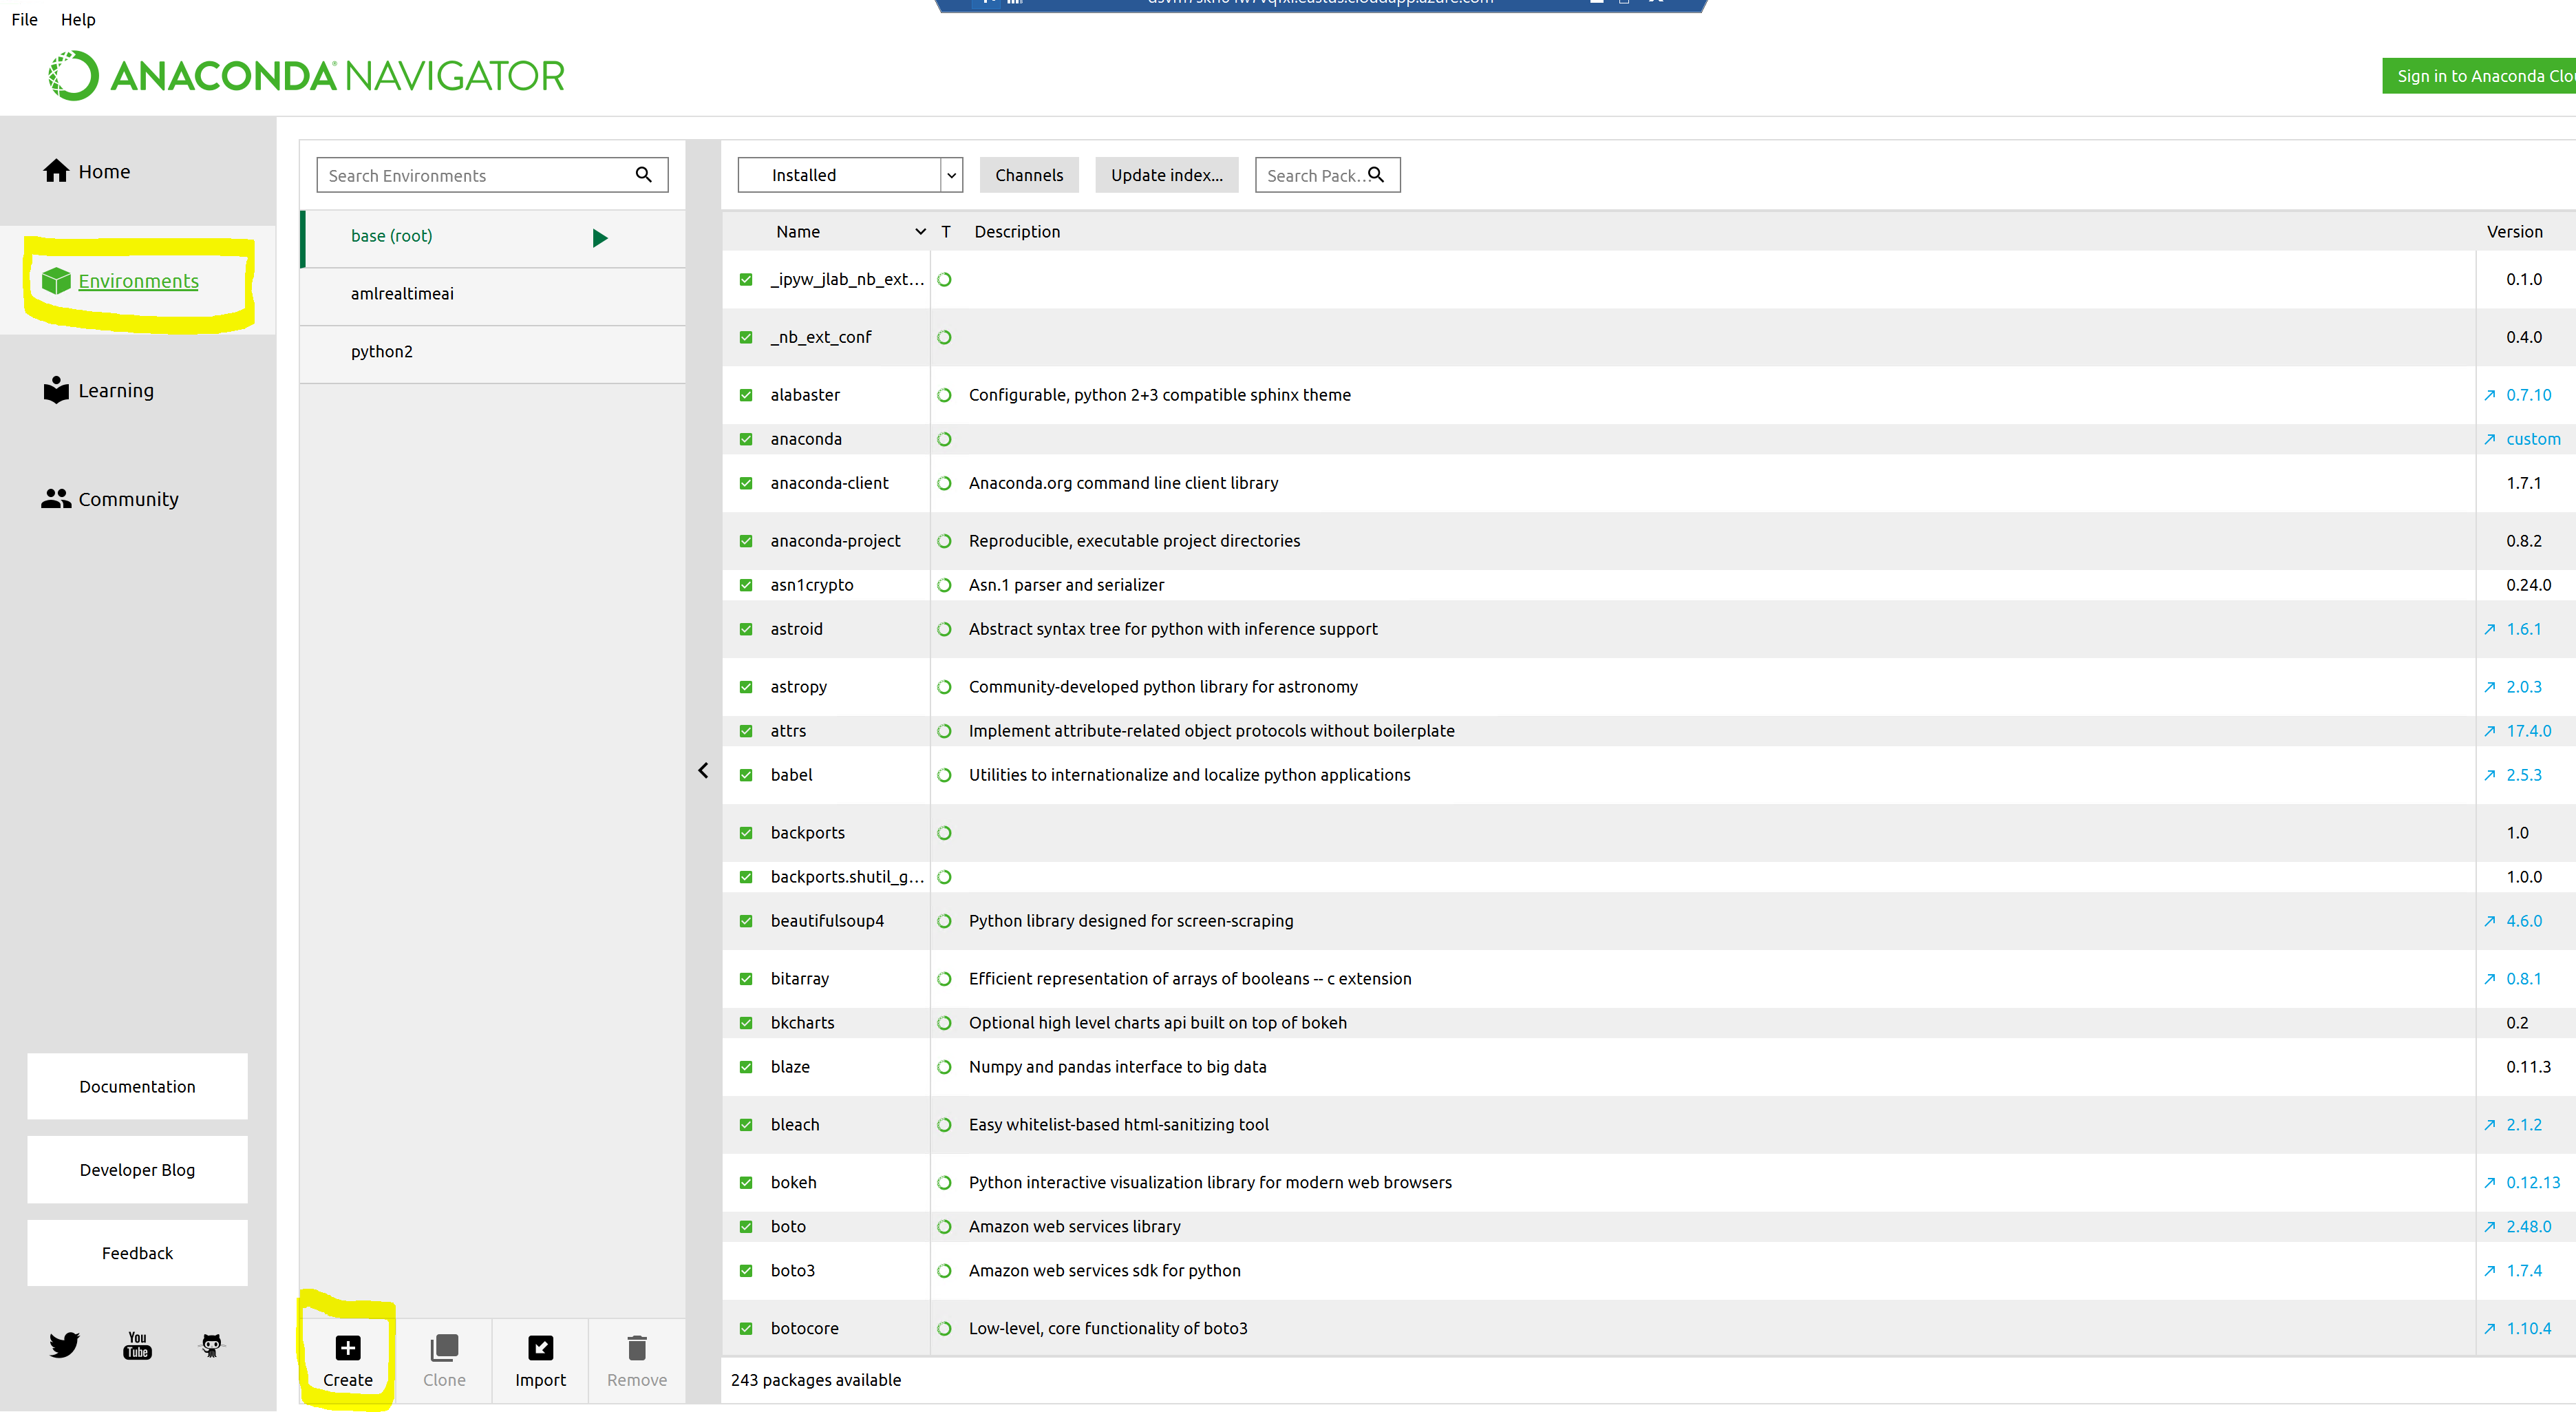 File Help
ANACONDA NAVIGATOR
Sign in to Anaconda Clo
Home
Environments
Learning
Community
Documentation
Developer Blog
Feedback
You
Tube
Search Environments
base (root)
amlrealtimeai
python2
Create Clone Import Remove
Installed Channels Update index... Search Pack...
Name T Description Version
_ipyw_jlab_nb_ext... 0.1.0
_nb_ext_conf 0.4.0
alabaster Configurable, python 2+3 compatible sphinx theme 0.7.10
anaconda custom
anaconda-client Anaconda.org command line client library 1.7.1
anaconda-project Reproducible, executable project directories 0.8.2
asn1crypto Asn.1 parser and serializer 0.24.0
astroid Abstract syntax tree for python with inference support 1.6.1
astropy Community-developed python library for astronomy 2.0.3
attrs Implement attribute-related object protocols without boilerplate 17.4.0
babel Utilities to internationalize and localize python applications 2.5.3
backports 1.0
backports.shutil_g... 1.0.0
beautifulsoup4 Python library designed for screen-scraping 4.6.0
bitarray Efficient representation of arrays of booleans -- c extension 0.8.1
bkcharts Optional high level charts api built on top of bokeh 0.2
blaze Numpy and pandas interface to big data 0.11.3
bleach Easy whitelist-based html-sanitizing tool 2.1.2
bokeh Python interactive visualization library for modern web browsers 0.12.13
boto Amazon web services library 2.48.0
boto3 Amazon web services sdk for python 1.7.4
botocore Low-level, core functionality of boto3 1.10.4
243 packages available